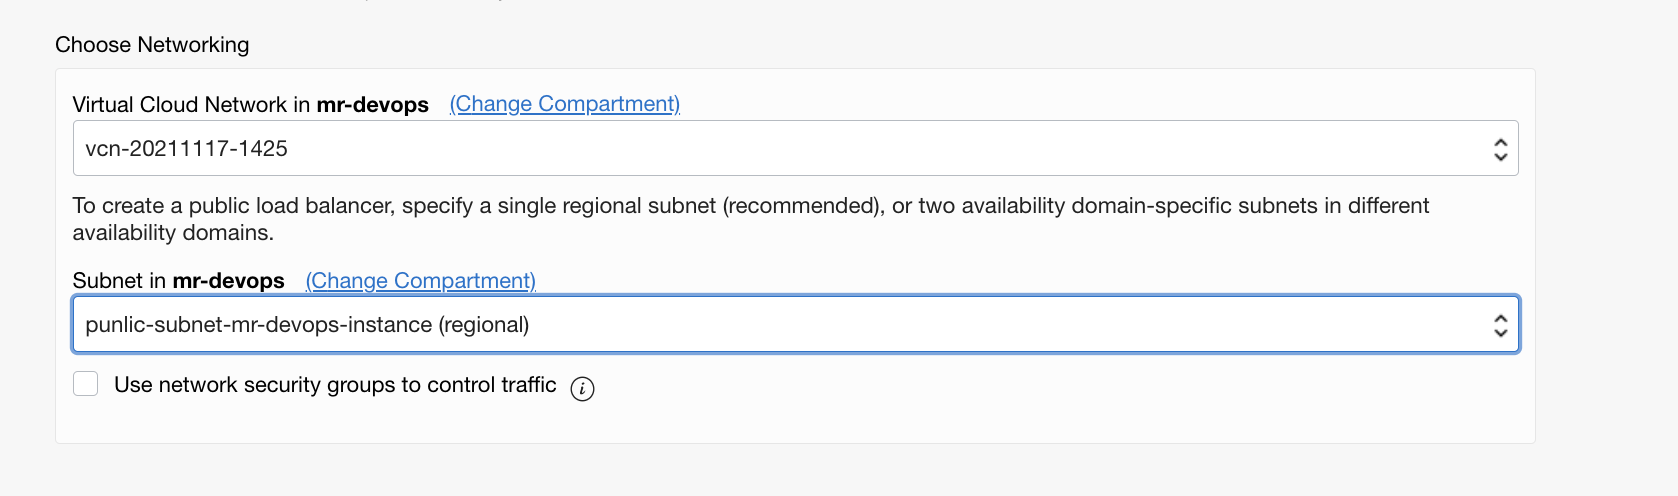 Choose Networking
Virtual Cloud Network in mr-devops (Change Compartment)
vcn-20211117-1425
To create a public load balancer, specify a single regional subnet (recommended), or two availability domain-specific subnets in different
availability domains.
Subnet in mr-devops (Change Compartment)
punlic-subnet-mr-devops-instance (regional)
Use network security groups to control traffic